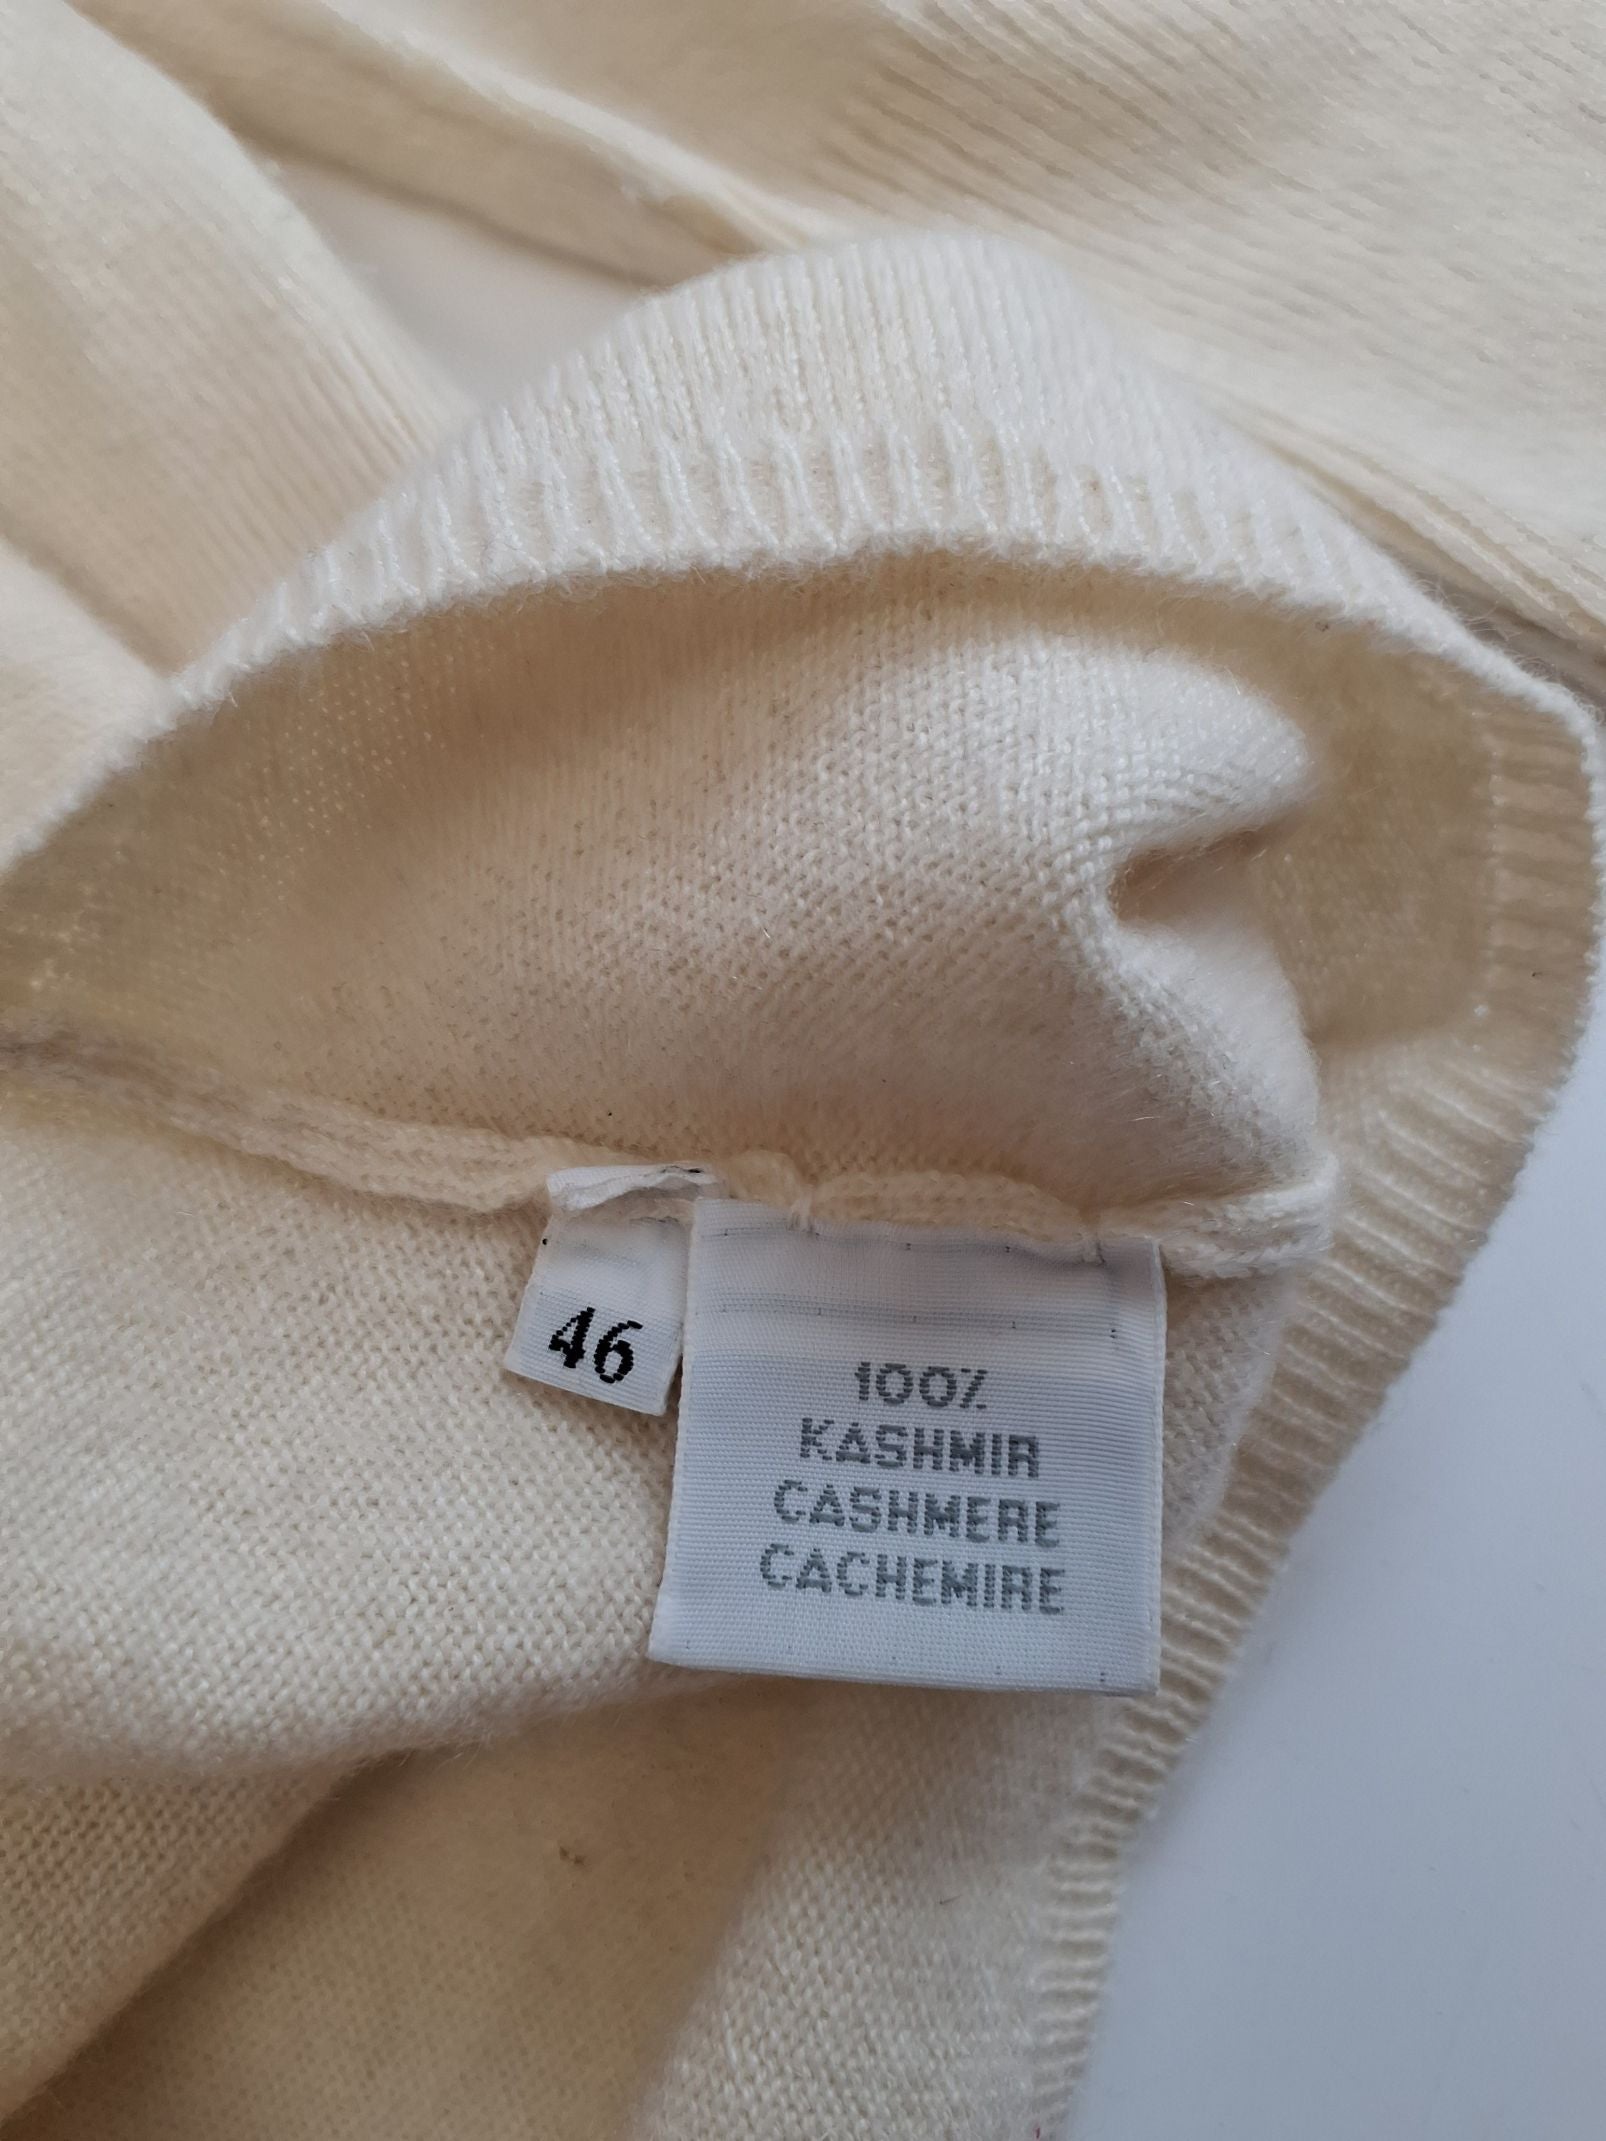 46
100%
KASHMIR
CASHMERE
CACHEMIRE